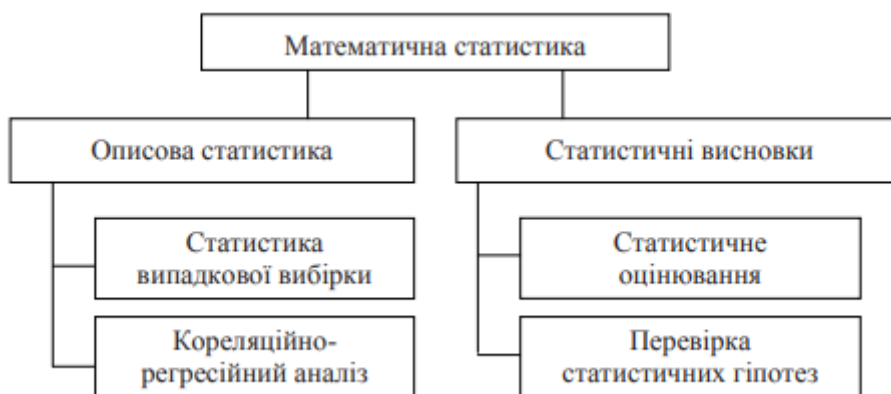 Математична статистика
Описова статистика
Статистичні висновки
Статистика
випадкової вибірки
Статистичне
оцінювання
Кореляційно-
регресійний аналіз
Перевірка
статистичних гіпотез